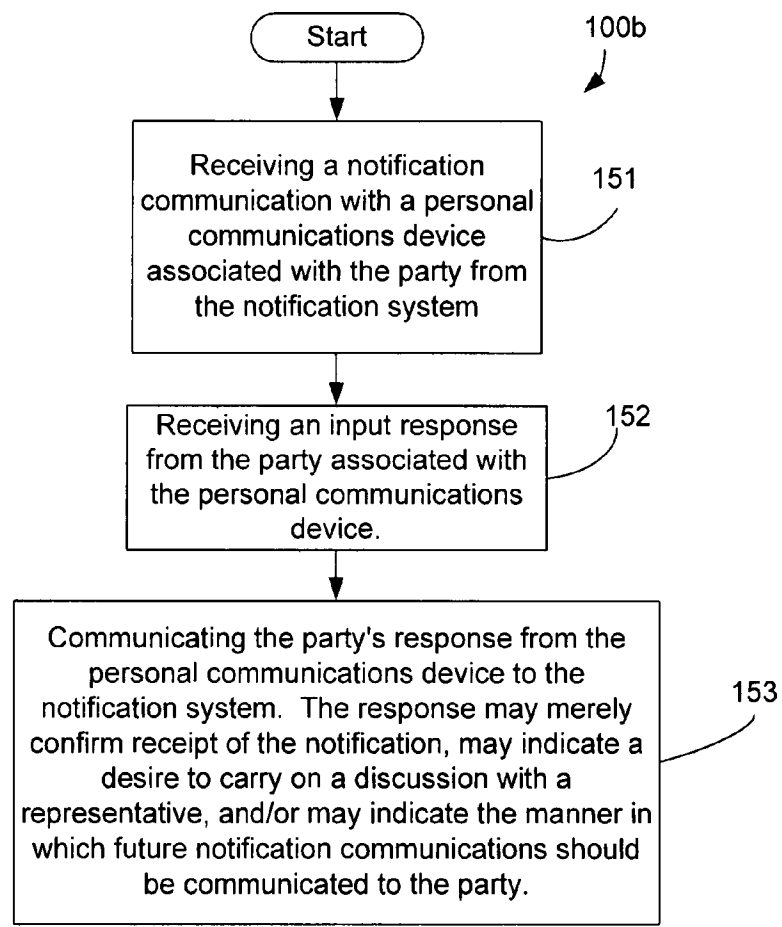 Start
100b
Receiving a notification
communication with a personal
communications device
associated with the party from
the notification system
151
Receiving an input response
from the party associated with
the personal communications
device.
152
Communicating the party's response from the
personal communications device to the
notification system. The response may merely
confirm receipt of the notification, may indicate a
desire to carry on a discussion with a
representative, and/or may indicate the manner in
which future notification communications should
be communicated to the party.
153